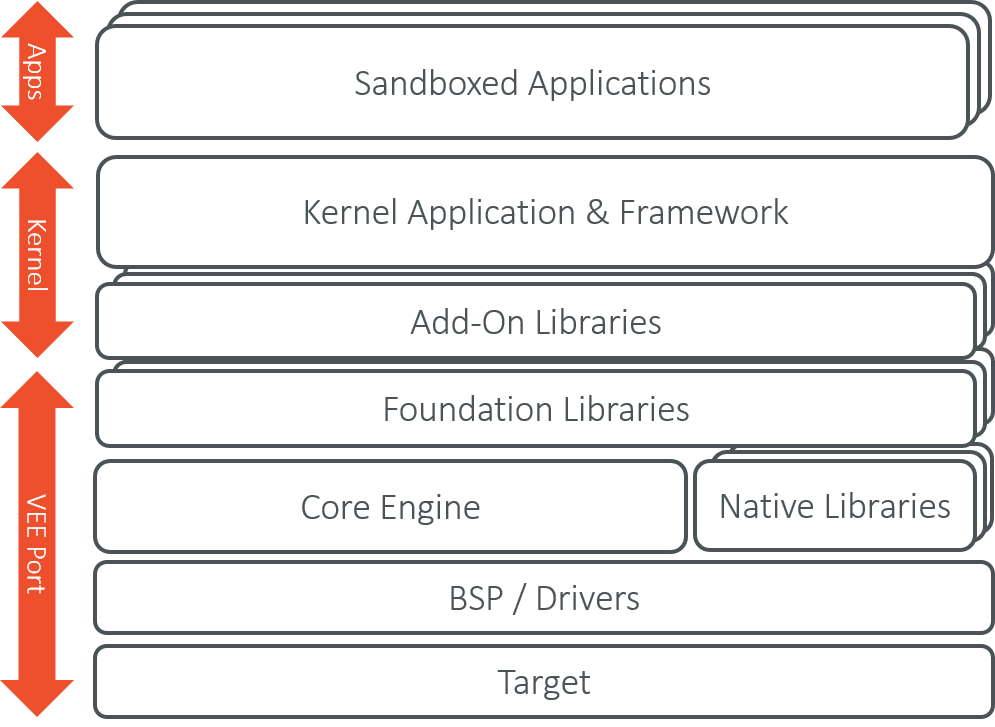 Apps
Sandboxed Applications
Kernel
Kernel Application & Framework
Add-On Libraries
VEE Port
Foundation Libraries
Core Engine
Native Libraries
BSP / Drivers
Target